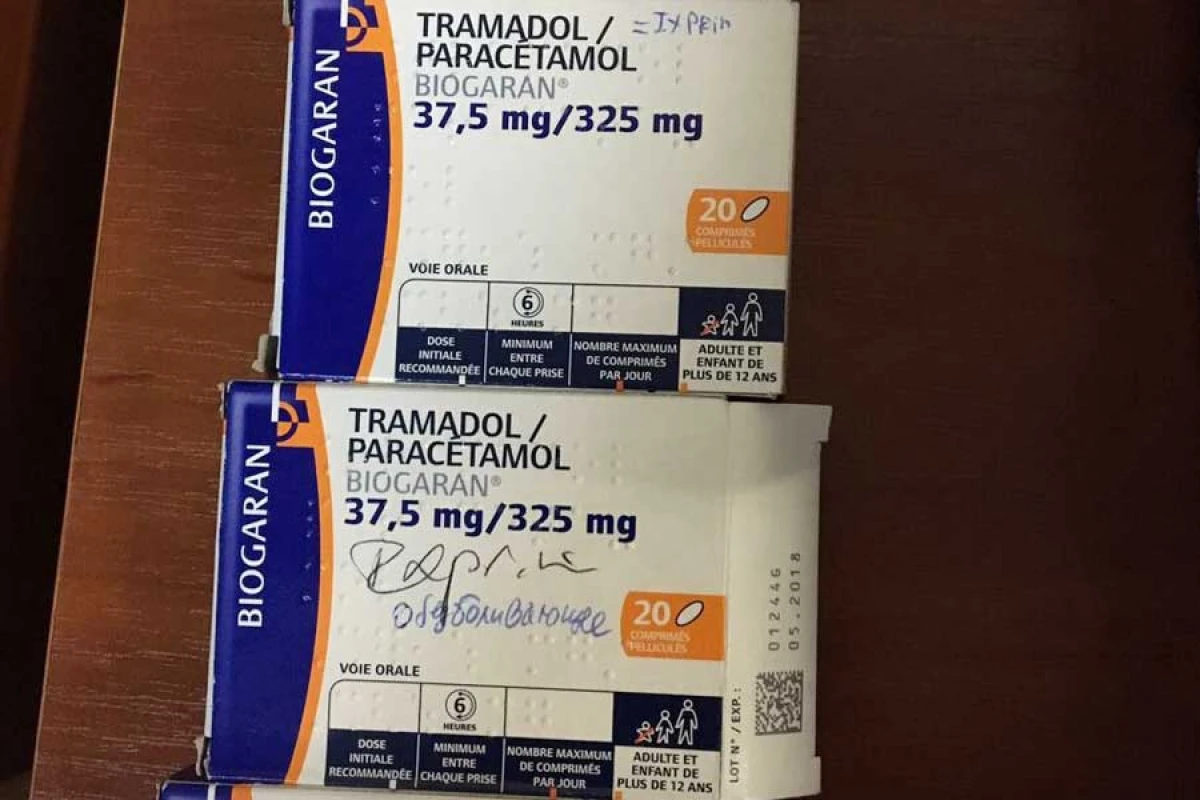 BIOGARAN
TRAMADOL /
= IXPRIM
PARACÉTAMOL
BIOGARAN®
37,5 mg/325 mg
20
COMPRIMÉS
PELLICULÉS
VOIE ORALE
6
HEURES
DOSE
INITIALE
RECOMMANDÉE
MINIMUM
ENTRE
CHAQUE PRISE
NOMBRE MAXIMUM
DE COMPRIMÉS
PAR JOUR
ADULTE ET
ENFANT DE
PLUS DE 12 ANS
BIOGARAN
TRAMADOL /
PARACÉTAMOL
BIOGARAN®
37,5 mg/325 mg
обезболивающее
20
COMPRIMÉS
PELLICULÉS
VOIE ORALE
6
HEURES
DOSE
INITIALE
RECOMMANDÉE
MINIMUM
ENTRE
CHAQUE PRISE
NOMBRE MAXIMUM
DE COMPRIMÉS
PAR JOUR
ADULTE ET
ENFANT DE
PLUS DE 12 ANS
LOT N° / EXP. :
01244G
05.2018